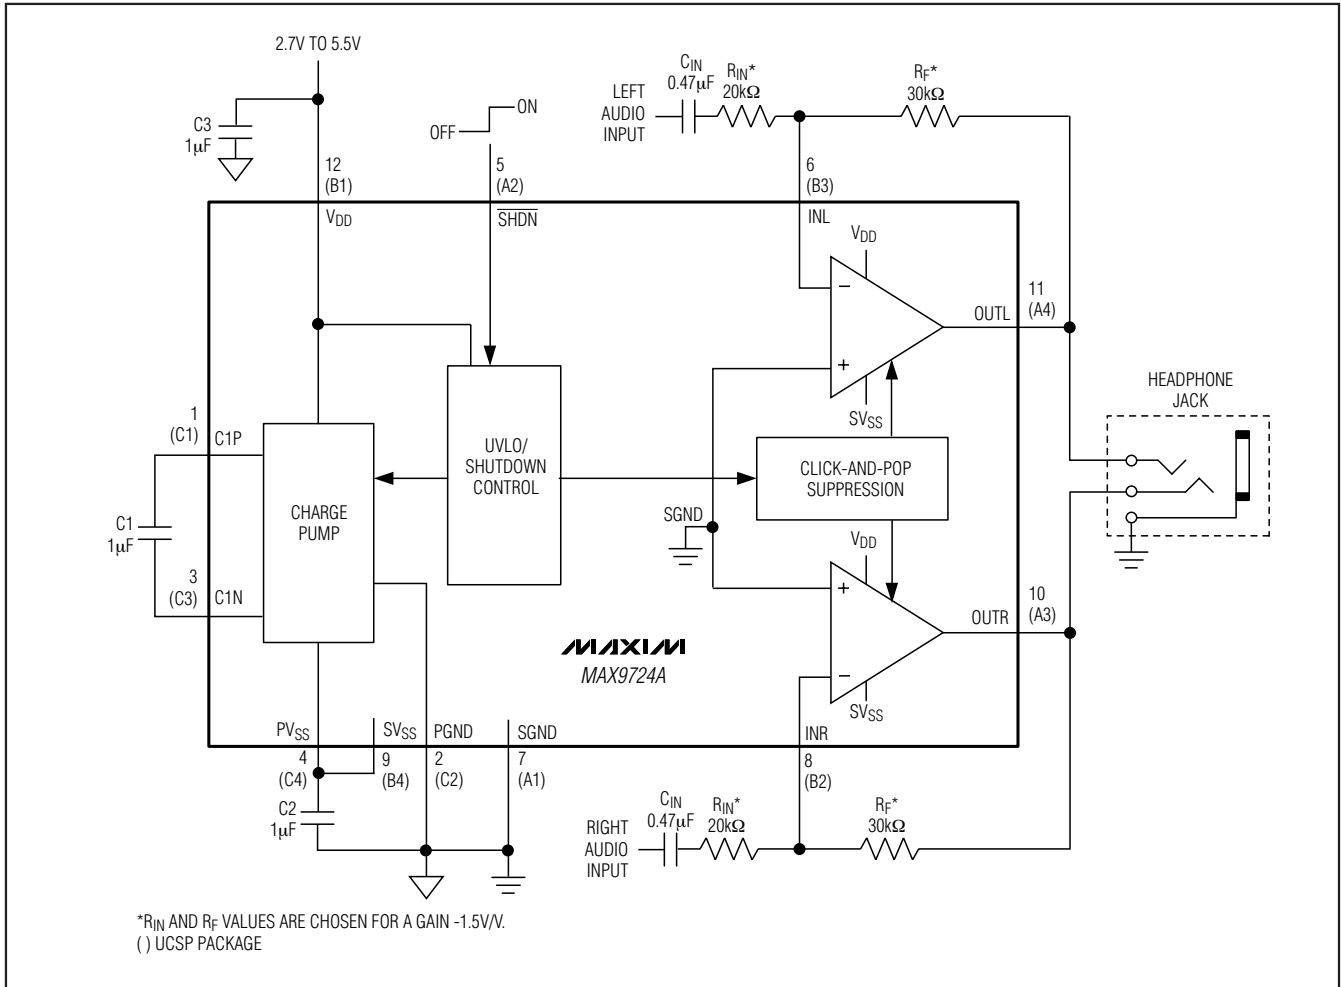 2.7V TO 5.5V
C3
1µF
OFF
ON
12
(B1)
VDD
5
(A2)
SHDN
LEFT
AUDIO
INPUT
CIN
0.47µF
RIN*
20kΩ
RF*
30kΩ
6
(B3)
INL
VDD
−
+
SVSS
OUTL
11
(A4)
HEADPHONE
JACK
1
(C1)
C1P
C1
1µF
3
(C3)
C1N
CHARGE
PUMP
UVLO/
SHUTDOWN
CONTROL
CLICK-AND-POP
SUPPRESSION
SGND
VDD
+
−
SVSS
OUTR
10
(A3)
MAXIM
MAX9724A
PVSS
4
(C4)
SVSS
9
(B4)
PGND
2
(C2)
SGND
7
(A1)
INR
8
(B2)
C2
1µF
RIGHT
AUDIO
INPUT
CIN
0.47µF
RIN*
20kΩ
RF*
30kΩ
*RIN AND RF VALUES ARE CHOSEN FOR A GAIN -1.5V/V.
( ) UCSP PACKAGE